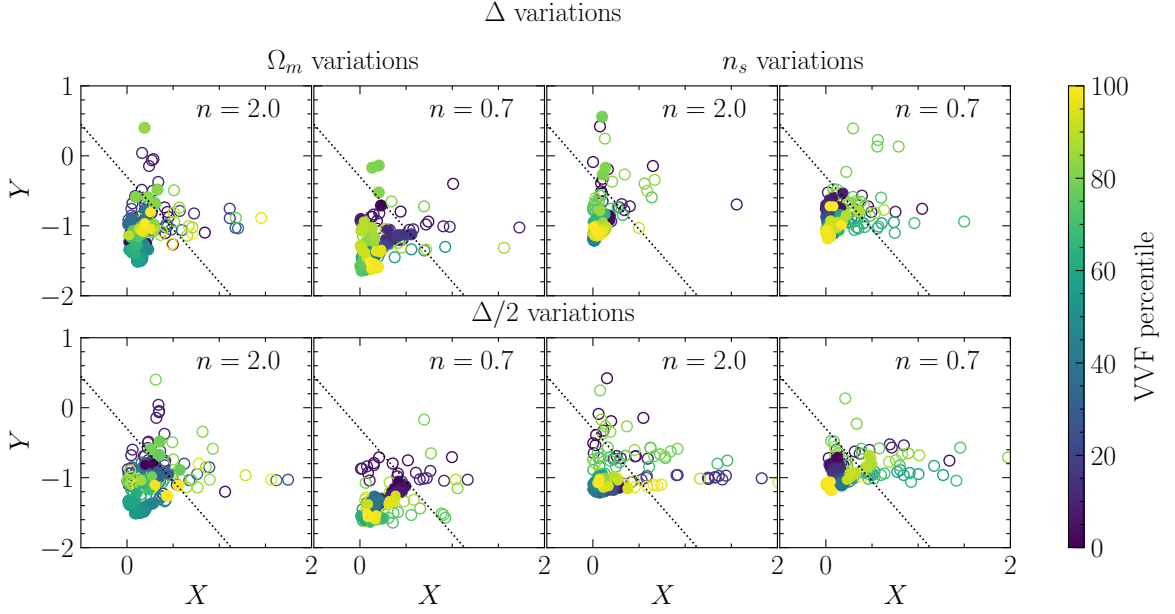 Δ variations
Ω_m variations
n_s variations
n = 2.0
n = 0.7
n = 2.0
n = 0.7
1
0
−1
−2
Y
Δ/2 variations
n = 2.0
n = 0.7
n = 2.0
n = 0.7
1
0
−1
−2
Y
0 2
0 2
0 2
0 2
X
X
X
X
100
80
60
40
20
0
VVF percentile